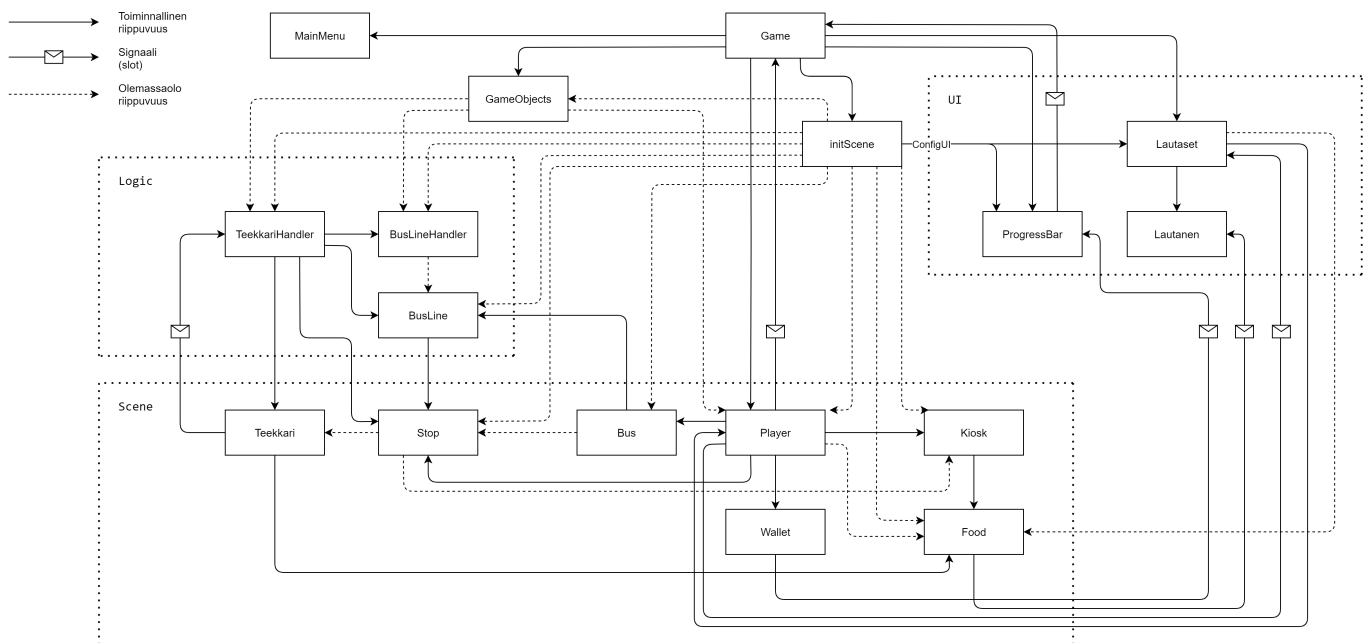 Toiminnallinen
riippuvuus
Signaali
(slot)
Olemassaolo
riippuvuus
MainMenu
Game
GameObjects
UI
initScene
ConfigUI
Lautaset
Logic
TeekkariHandler
BusLineHandler
ProgressBar
Lautanen
BusLine
Scene
Teekkari
Stop
Bus
Player
Kiosk
Wallet
Food